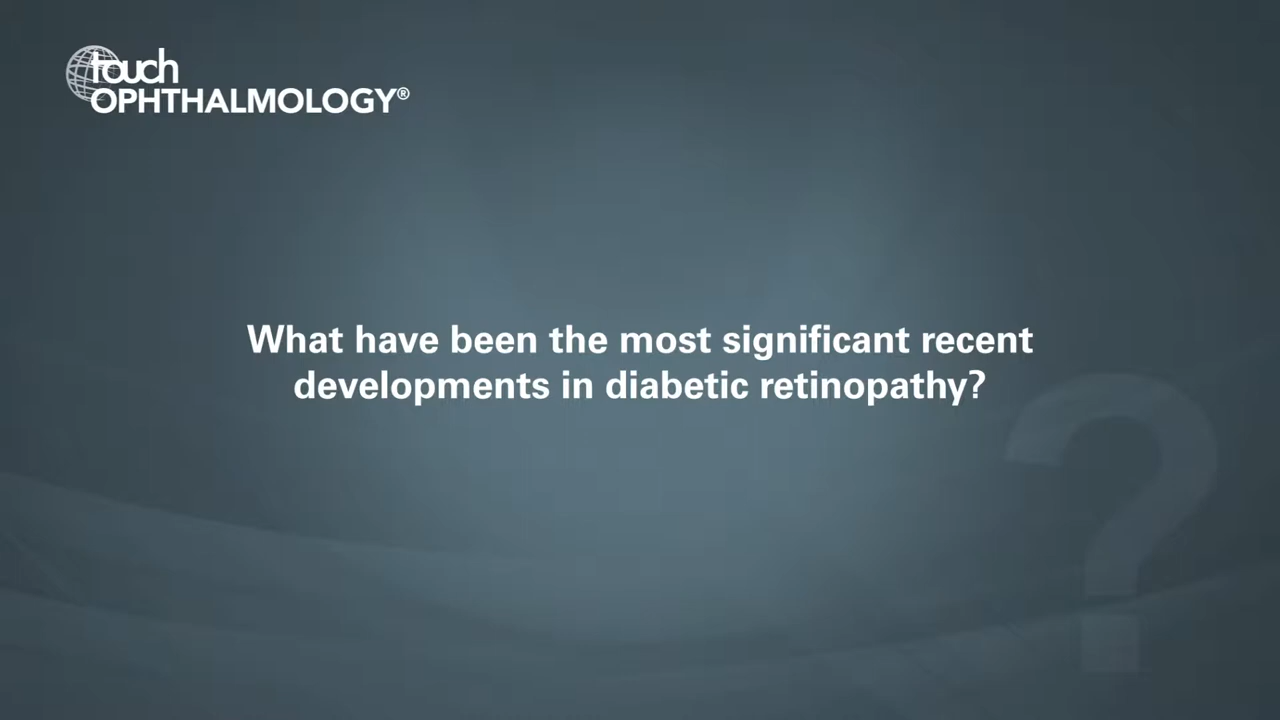 touch
OPHTHALMOLOGY®
What have been the most significant recent
developments in diabetic retinopathy?
?